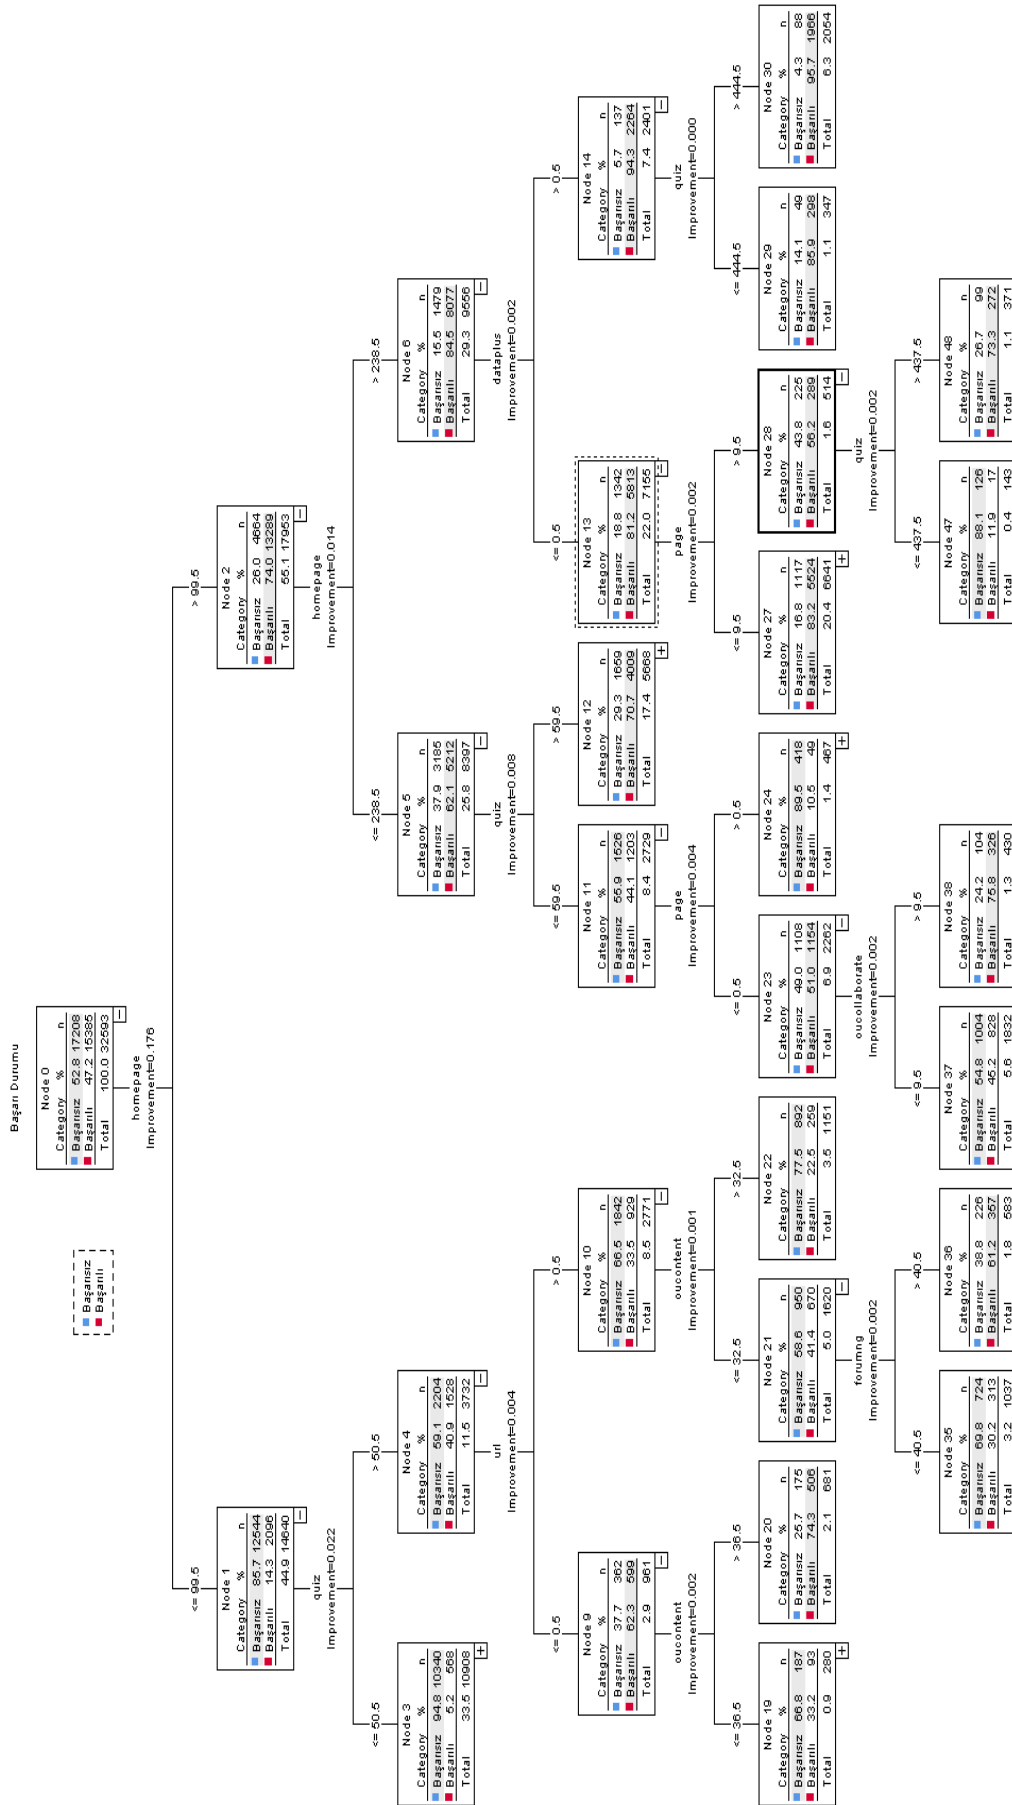 Başarı Durumu
Başarısız
Başarılı
Node 0
Category % n
Başarısız 52.8 17208
Başarılı 47.2 15385
Total 100.0 32593
homepage
Improvement=0.176
<= 99.5
> 99.5
Node 1
Category % n
Başarısız 85.7 12544
Başarılı 14.3 2096
Total 44.9 14640
quiz
Improvement=0.022
Node 2
Category % n
Başarısız 26.0 4664
Başarılı 74.0 13289
Total 55.1 17953
homepage
Improvement=0.014
<= 50.5
> 50.5
<= 238.5
> 238.5
Node 3
Category % n
Başarısız 94.8 10340
Başarılı 5.2 568
Total 33.5 10908
Node 4
Category % n
Başarısız 59.1 2204
Başarılı 40.9 1528
Total 11.5 3732
url
Improvement=0.004
Node 5
Category % n
Başarısız 37.9 3185
Başarılı 62.1 5212
Total 25.8 8397
quiz
Improvement=0.008
Node 6
Category % n
Başarısız 15.5 1479
Başarılı 84.5 8077
Total 29.3 9556
dataplus
Improvement=0.002
<= 0.5
> 0.5
<= 59.5
> 59.5
<= 0.5
> 0.5
Node 9
Category % n
Başarısız 37.7 362
Başarılı 62.3 599
Total 2.9 961
oucontent
Improvement=0.002
Node 10
Category % n
Başarısız 66.5 1842
Başarılı 33.5 929
Total 8.5 2771
oucontent
Improvement=0.001
Node 11
Category % n
Başarısız 55.9 1526
Başarılı 44.1 1203
Total 8.4 2729
page
Improvement=0.004
Node 12
Category % n
Başarısız 29.3 1659
Başarılı 70.7 4009
Total 17.4 5668
Node 13
Category % n
Başarısız 18.8 1342
Başarılı 81.2 5813
Total 22.0 7155
page
Improvement=0.002
Node 14
Category % n
Başarısız 5.7 137
Başarılı 94.3 2264
Total 7.4 2401
quiz
Improvement=0.000
<= 36.5
> 36.5
<= 32.5
> 32.5
<= 0.5
> 0.5
<= 9.5
> 9.5
<= 444.5
> 444.5
Node 19
Category % n
Başarısız 66.8 187
Başarılı 33.2 93
Total 0.9 280
Node 20
Category % n
Başarısız 25.7 175
Başarılı 74.3 506
Total 2.1 681
Node 21
Category % n
Başarısız 58.6 950
Başarılı 41.4 670
Total 5.0 1620
forumng
Improvement=0.002
Node 22
Category % n
Başarısız 77.5 892
Başarılı 22.5 259
Total 3.5 1151
Node 23
Category % n
Başarısız 49.0 1108
Başarılı 51.0 1154
Total 6.9 2262
oucollaborate
Improvement=0.002
Node 24
Category % n
Başarısız 89.5 418
Başarılı 10.5 49
Total 1.4 467
Node 27
Category % n
Başarısız 16.8 1117
Başarılı 83.2 5524
Total 20.4 6641
Node 28
Category % n
Başarısız 43.8 225
Başarılı 56.2 289
Total 1.6 514
quiz
Improvement=0.002
Node 29
Category % n
Başarısız 14.1 49
Başarılı 85.9 298
Total 1.1 347
Node 30
Category % n
Başarısız 4.3 88
Başarılı 95.7 1966
Total 6.3 2054
<= 40.5
> 40.5
<= 9.5
> 9.5
<= 437.5
> 437.5
Node 35
Category % n
Başarısız 69.8 724
Başarılı 30.2 313
Total 3.2 1037
Node 36
Category % n
Başarısız 38.8 226
Başarılı 61.2 357
Total 1.8 583
Node 37
Category % n
Başarısız 54.8 1004
Başarılı 45.2 828
Total 5.6 1832
Node 38
Category % n
Başarısız 24.2 104
Başarılı 75.8 326
Total 1.3 430
Node 47
Category % n
Başarısız 88.1 126
Başarılı 11.9 17
Total 0.4 143
Node 48
Category % n
Başarısız 26.7 99
Başarılı 73.3 272
Total 1.1 371